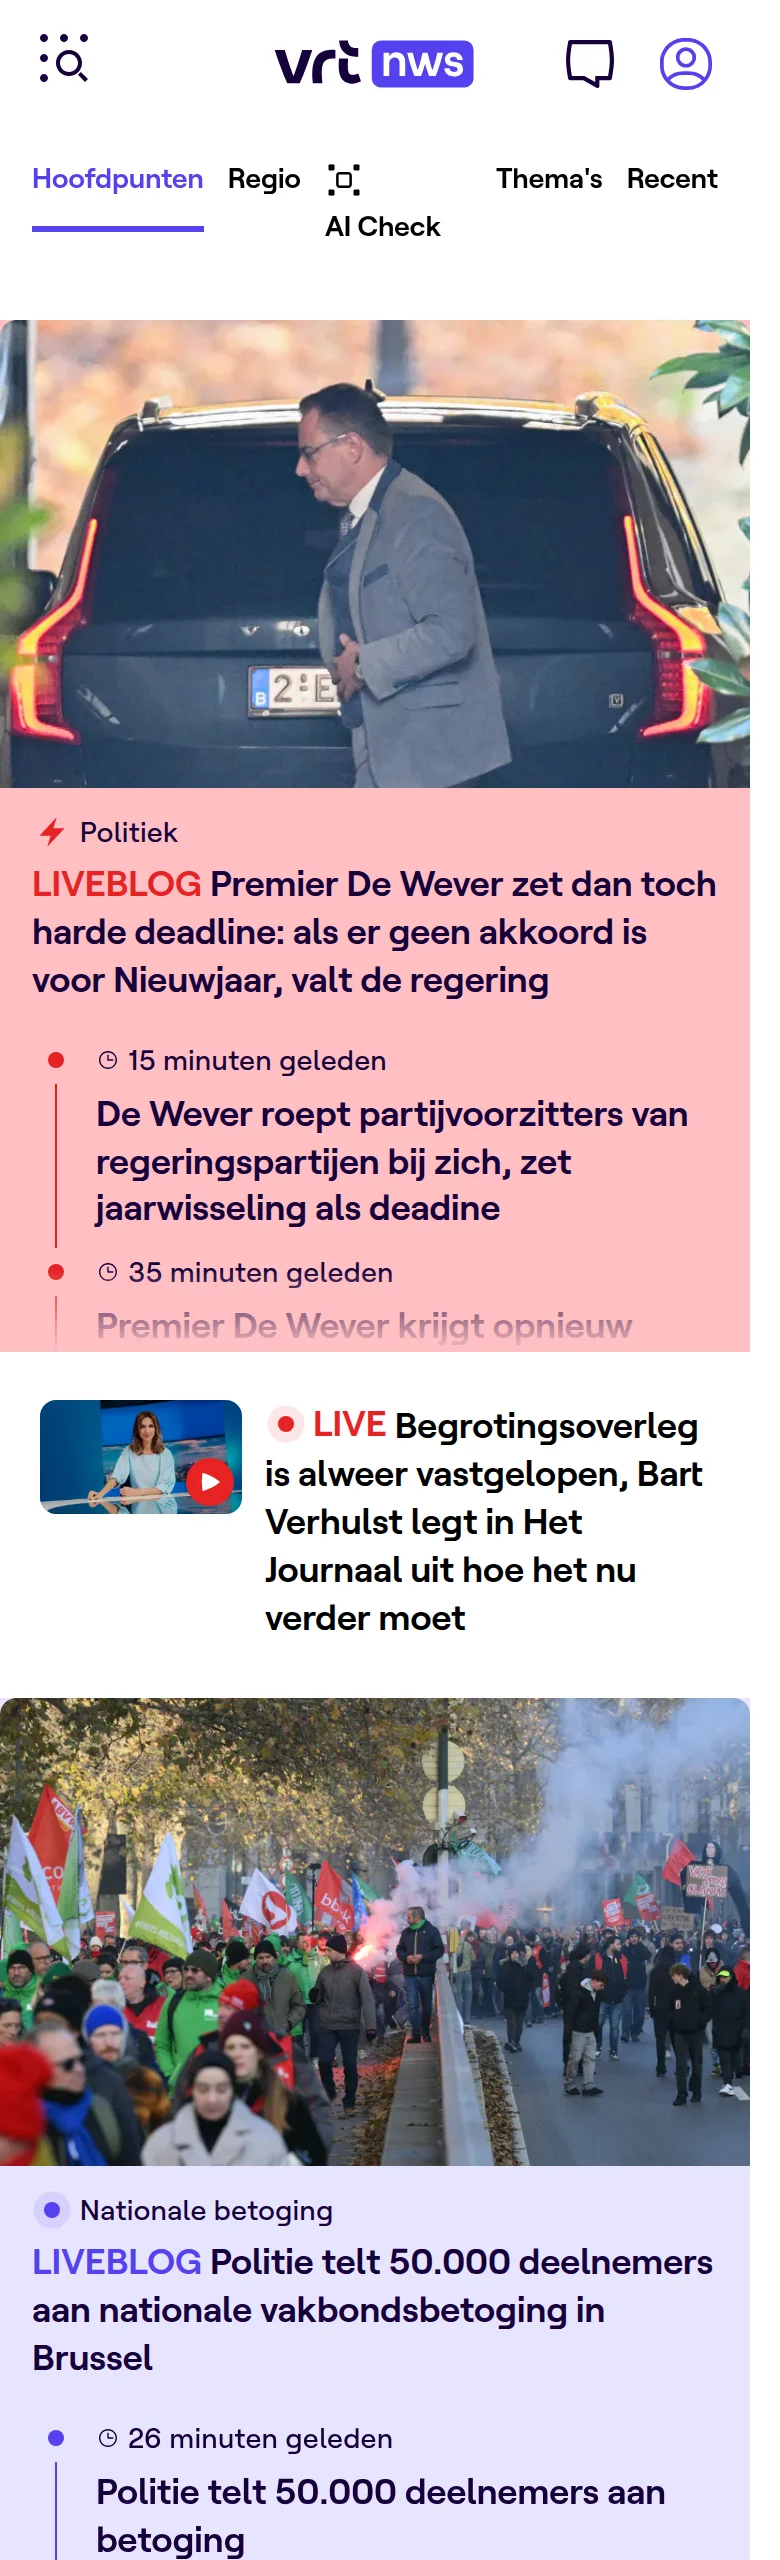 vrt nws
Hoofdpunten Regio AI Check Thema's Recent
B 2 E
Politiek
LIVEBLOG Premier De Wever zet dan toch
harde deadline: als er geen akkoord is
voor Nieuwjaar, valt de regering
15 minuten geleden
De Wever roept partijvoorzitters van
regeringspartijen bij zich, zet
jaarwisseling als deadine
35 minuten geleden
Premier De Wever krijgt opnieuw
LIVE Begrotingsoverleg
is alweer vastgelopen, Bart
Verhulst legt in Het
Journaal uit hoe het nu
verder moet
Nationale betoging
LIVEBLOG Politie telt 50.000 deelnemers
aan nationale vakbondsbetoging in
Brussel
26 minuten geleden
Politie telt 50.000 deelnemers aan
betoging